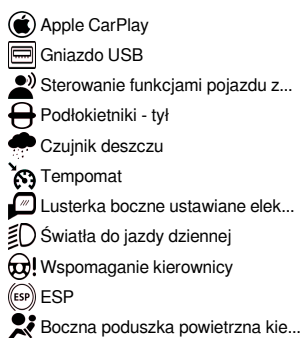 Apple CarPlay
Gniazdo USB
Sterowanie funkcjami pojazdu z...
Podłokietniki - tył
Czujnik deszczu
Tempomat
Lusterka boczne ustawiane elek...
Światła do jazdy dziennej
Wspomaganie kierownicy
ESP ESP
Boczna poduszka powietrzna kie...